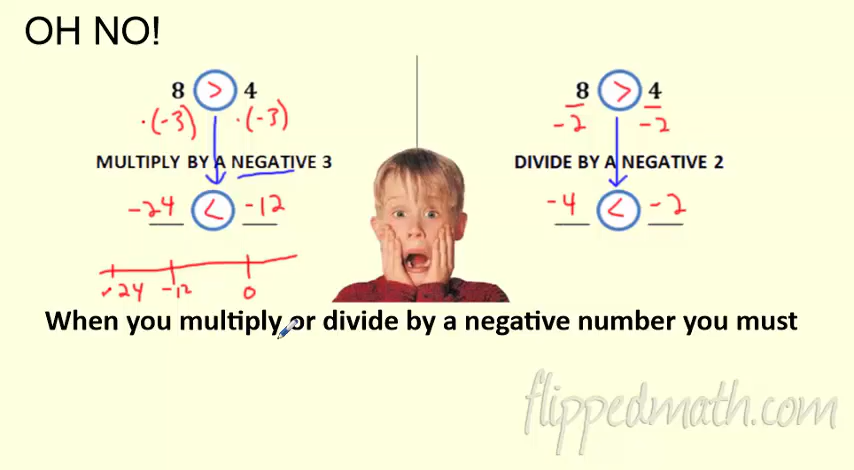 OH NO!
8 > 4
·(-3) ·(-3)
MULTIPLY BY A NEGATIVE 3
-24 < -12
-24 -12 0
8 > 4
-2 -2
DIVIDE BY A NEGATIVE 2
-4 < -2
When you multiply or divide by a negative number you must
flippedmath.com